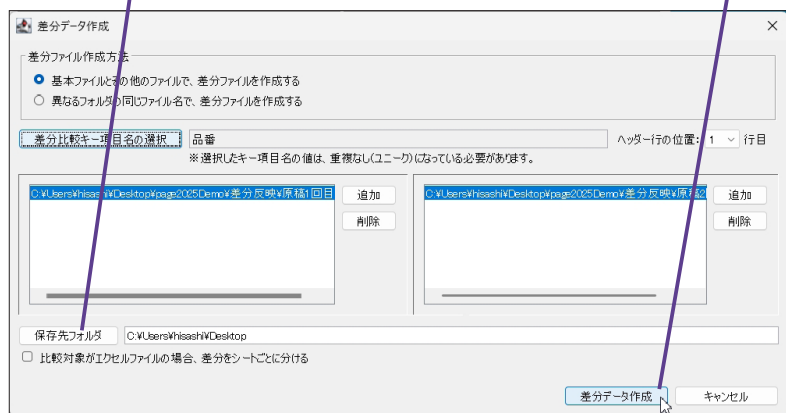 差分データ作成
差分ファイル作成方法
基本ファイルとその他のファイルで、差分ファイルを作成する
異なるフォルダの同じファイル名で、差分ファイルを作成する
差分比較キー項目名の選択 品番 ヘッダー行の位置: 1 行目
※選択したキー項目名の値は、重複なし(ユニーク)になっている必要があります。
C:¥Users¥hisashi¥Desktop¥page2025Demo¥差分反映¥原稿1回目 追加 C:¥Users¥hisashi¥Desktop¥page2025Demo¥差分反映¥原稿2 追加
削除 削除
保存先フォルダ C:¥Users¥hisashi¥Desktop
比較対象がエクセルファイルの場合、差分をシートごとに分ける
差分データ作成 キャンセル